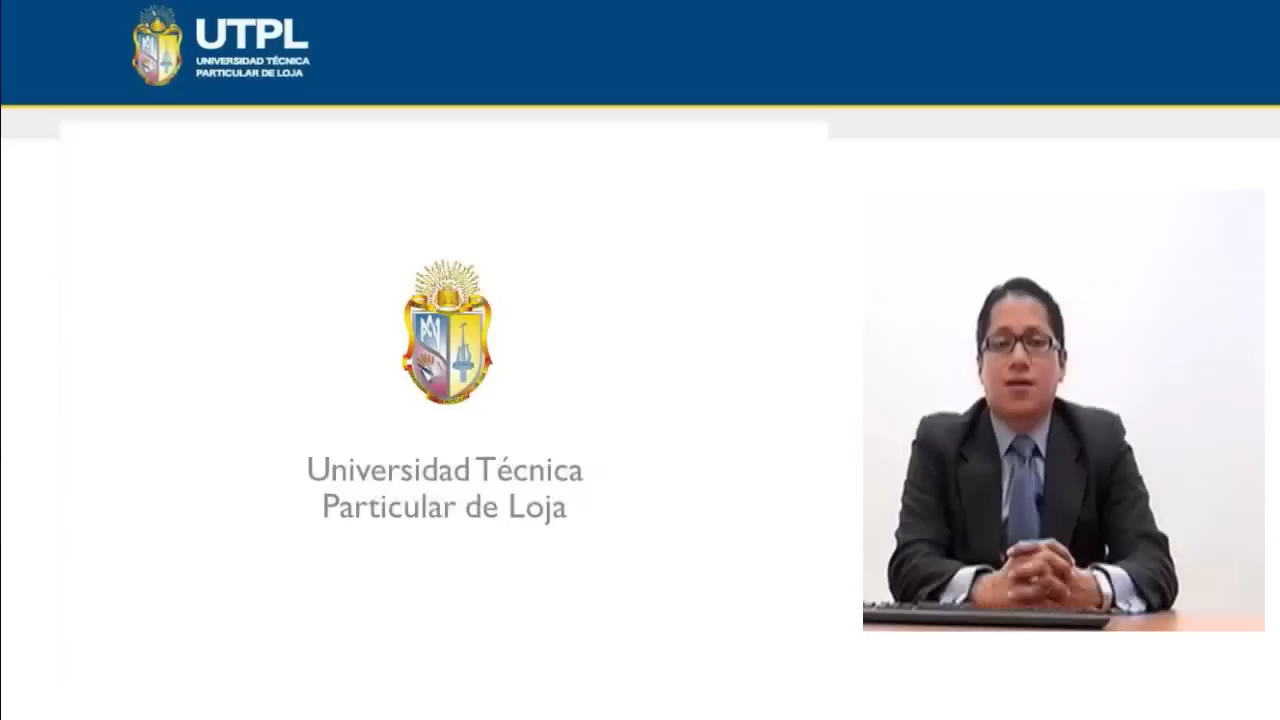 UTPL
UNIVERSIDAD TÉCNICA
PARTICULAR DE LOJA
Universidad Técnica
Particular de Loja